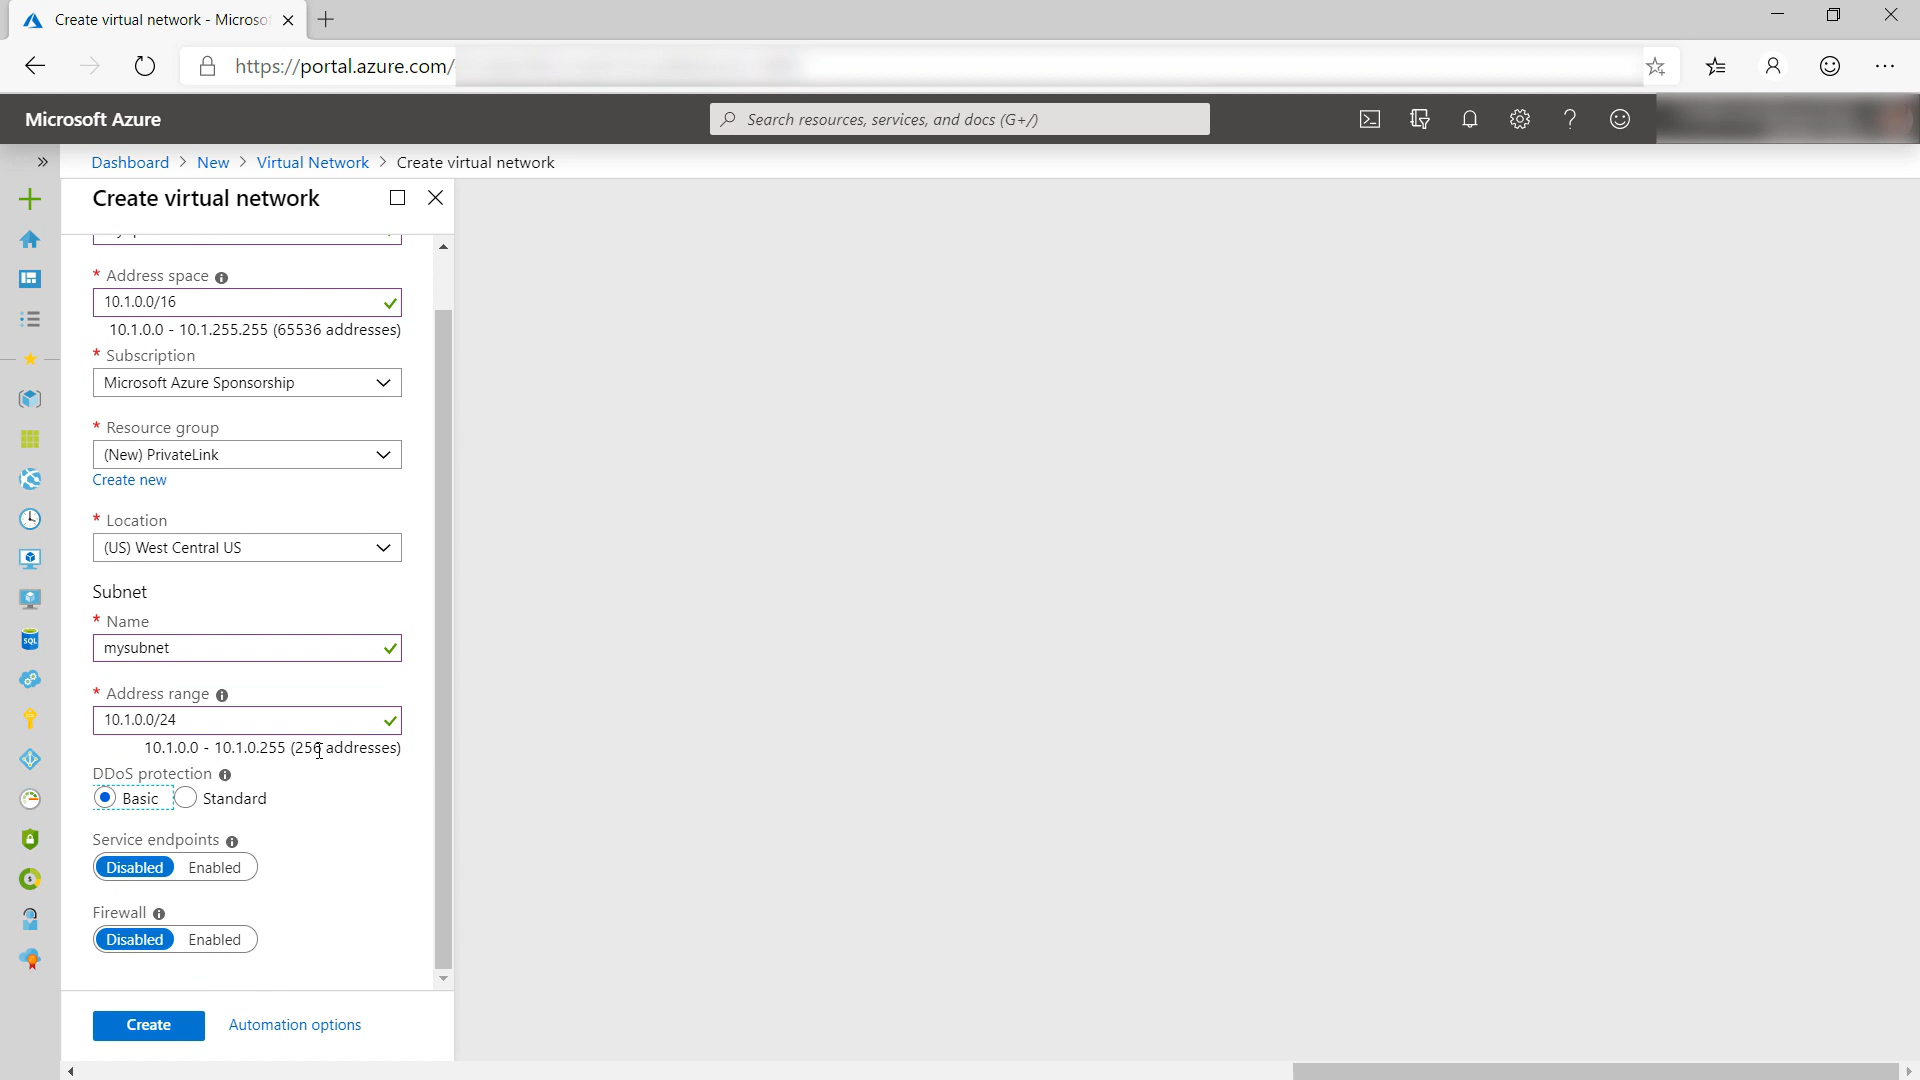 Create virtual network - Microso
https://portal.azure.com/
Microsoft Azure
Search resources, services, and docs (G+/)
Dashboard > New > Virtual Network > Create virtual network
Create virtual network
* Address space
10.1.0.0/16
10.1.0.0 - 10.1.255.255 (65536 addresses)
* Subscription
Microsoft Azure Sponsorship
* Resource group
(New) PrivateLink
Create new
* Location
(US) West Central US
Subnet
* Name
mysubnet
* Address range
10.1.0.0/24
10.1.0.0 - 10.1.0.255 (256 addresses)
DDoS protection
Basic Standard
Service endpoints
Disabled Enabled
Firewall
Disabled Enabled
Create Automation options
SQL